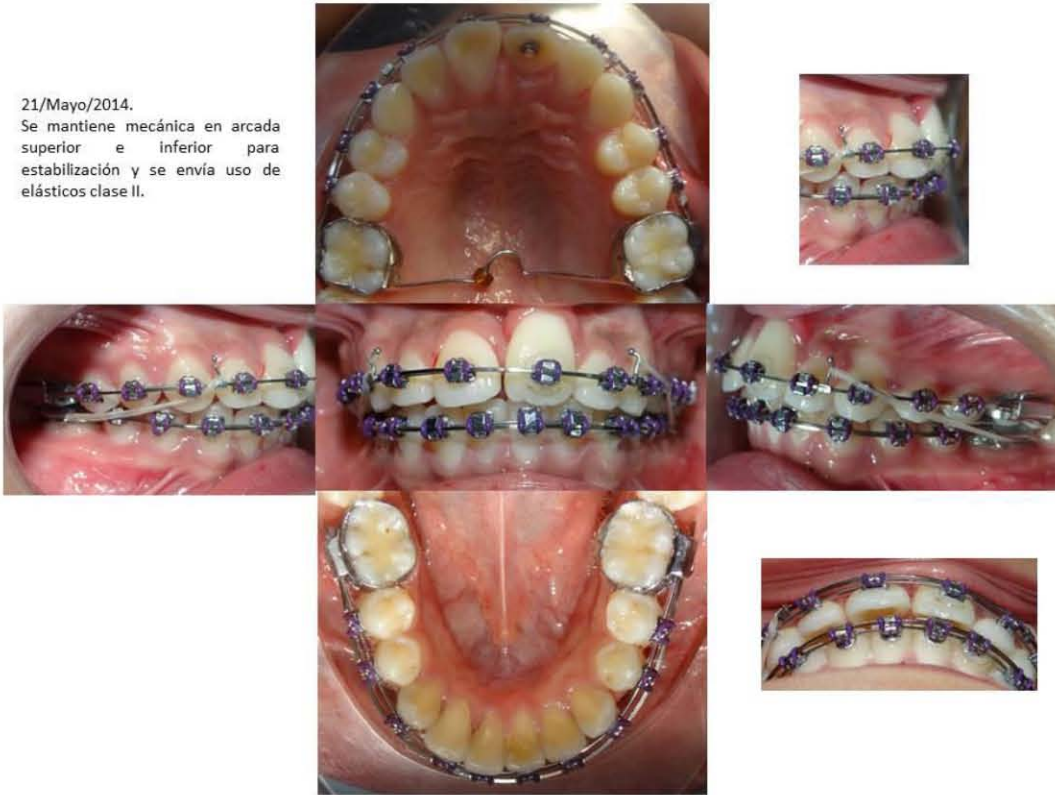 21/Mayo/2014.
Se mantiene mecánica en arcada
superior e inferior para
estabilización y se envía uso de
elásticos clase II.